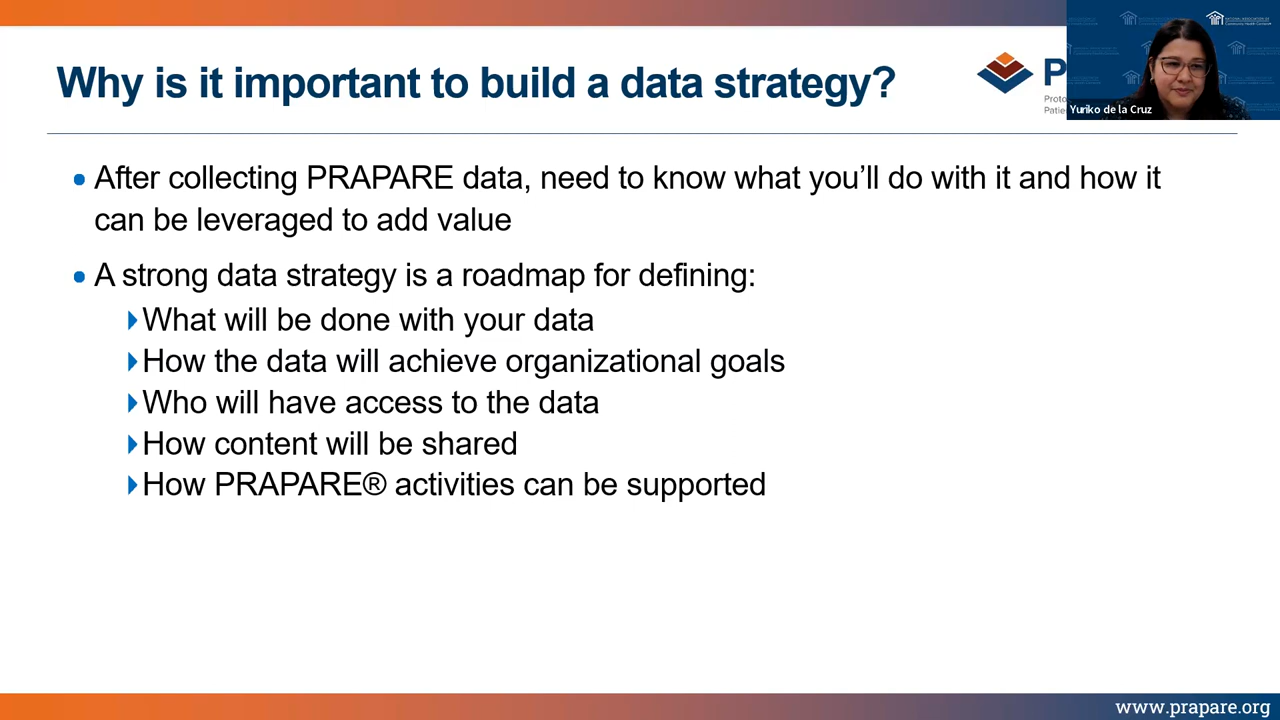 Why is it important to build a data strategy?
P
Proto
Patie
Yuriko de la Cruz
• After collecting PRAPARE data, need to know what you’ll do with it and how it
can be leveraged to add value
• A strong data strategy is a roadmap for defining:
What will be done with your data
How the data will achieve organizational goals
Who will have access to the data
How content will be shared
How PRAPARE® activities can be supported
www.prapare.org